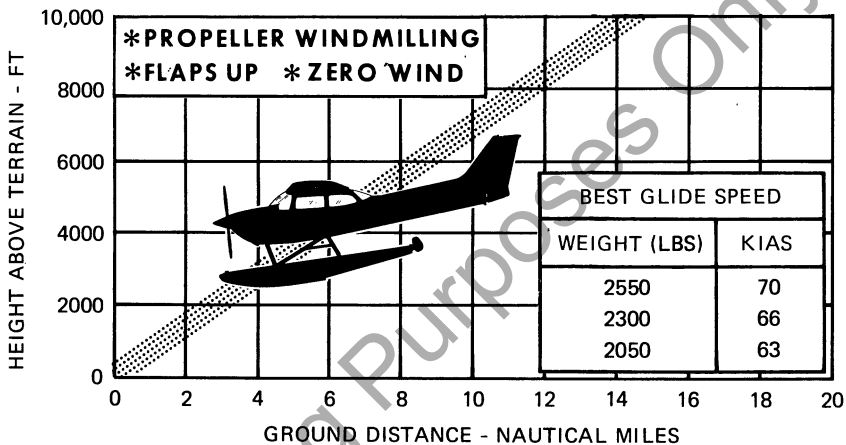 10,000
8000
6000
4000
2000
0
HEIGHT ABOVE TERRAIN - FT
*PROPELLER WINDMILLING
*FLAPS UP *ZERO WIND
BEST GLIDE SPEED
WEIGHT (LBS) KIAS
2550 70
2300 66
2050 63
0 2 4 6 8 10 12 14 16 18 20
GROUND DISTANCE - NAUTICAL MILES
g Purposes Only